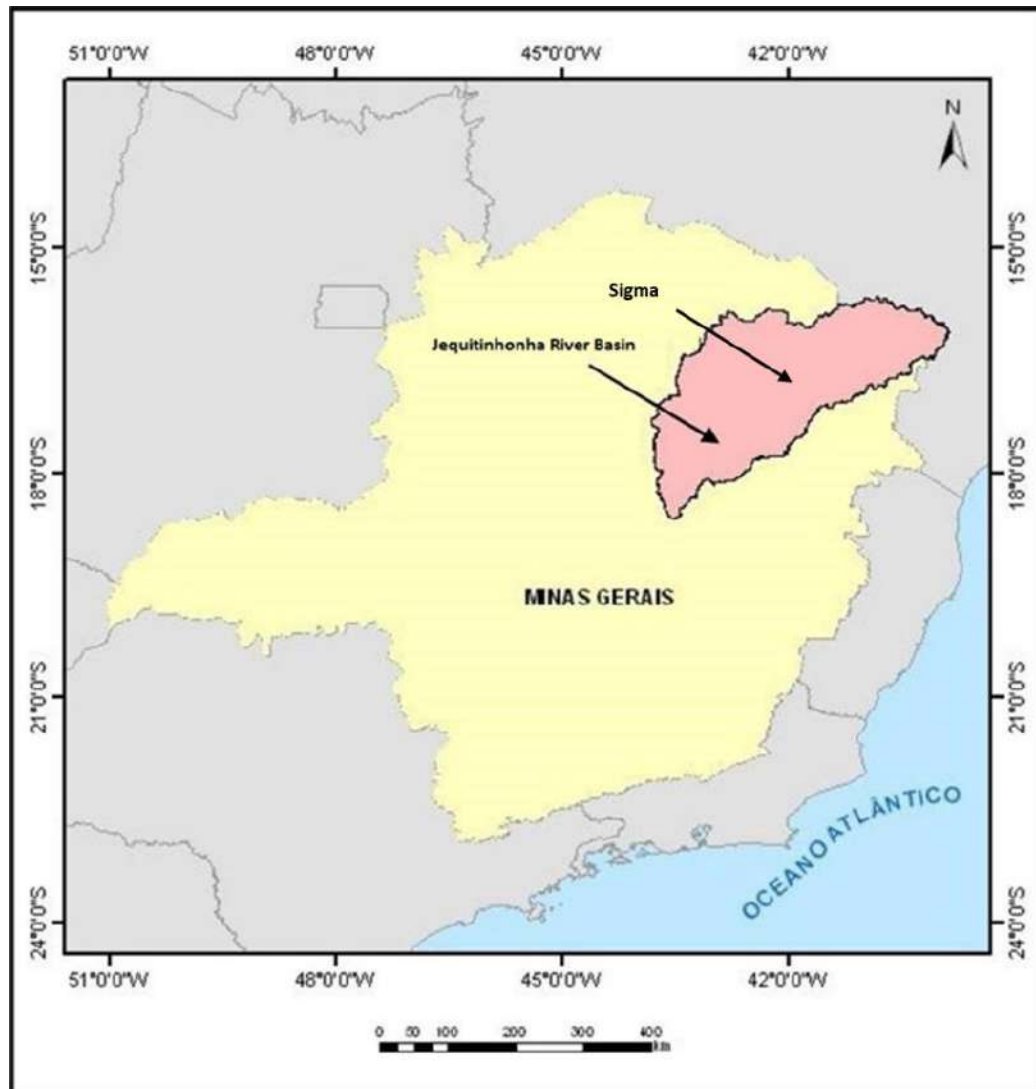 51°0'0"W 48°0'0"W 45°0'0"W 42°0'0"W
N
15°0'0"S
15°0'0"S
Sigma
Jequitinhonha River Basin
18°0'0"S
18°0'0"S
MINAS GERAIS
21°0'0"S
21°0'0"S
OCEANO ATLÂNTICO
24°0'0"S
24°0'0"S
51°0'0"W 48°0'0"W 45°0'0"W 42°0'0"W
0 50 100 200 300 400
km